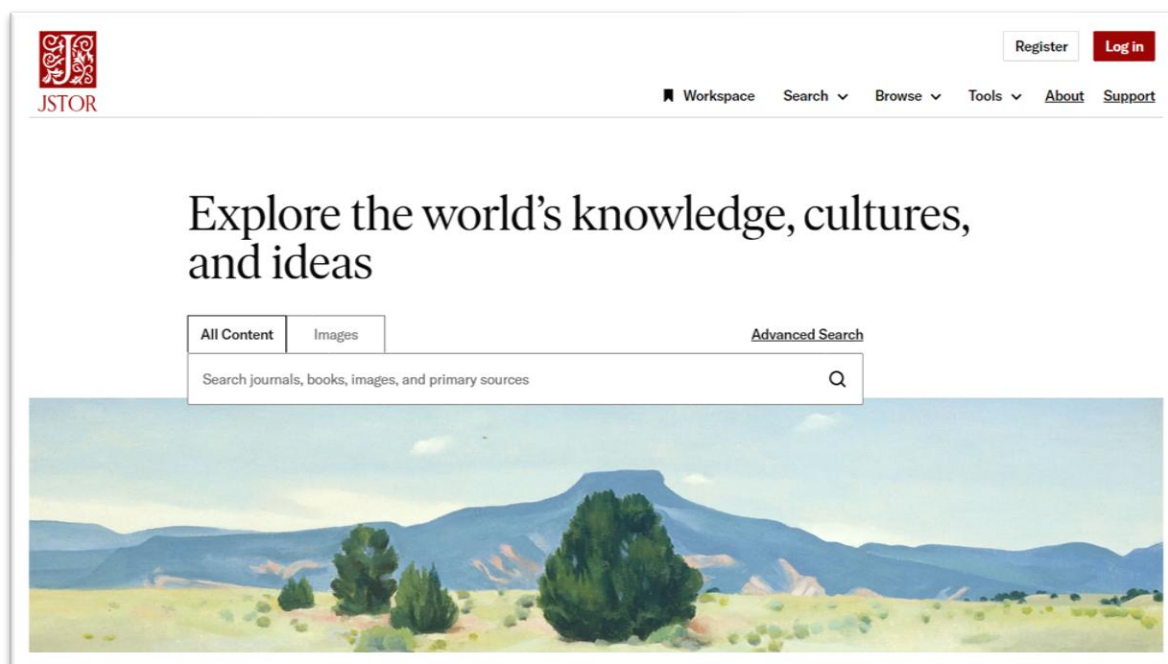 JSTOR
Register
Log in
Workspace
Search
Browse
Tools
About
Support
Explore the world's knowledge, cultures,
and ideas
All Content
Images
Advanced Search
Search journals, books, images, and primary sources